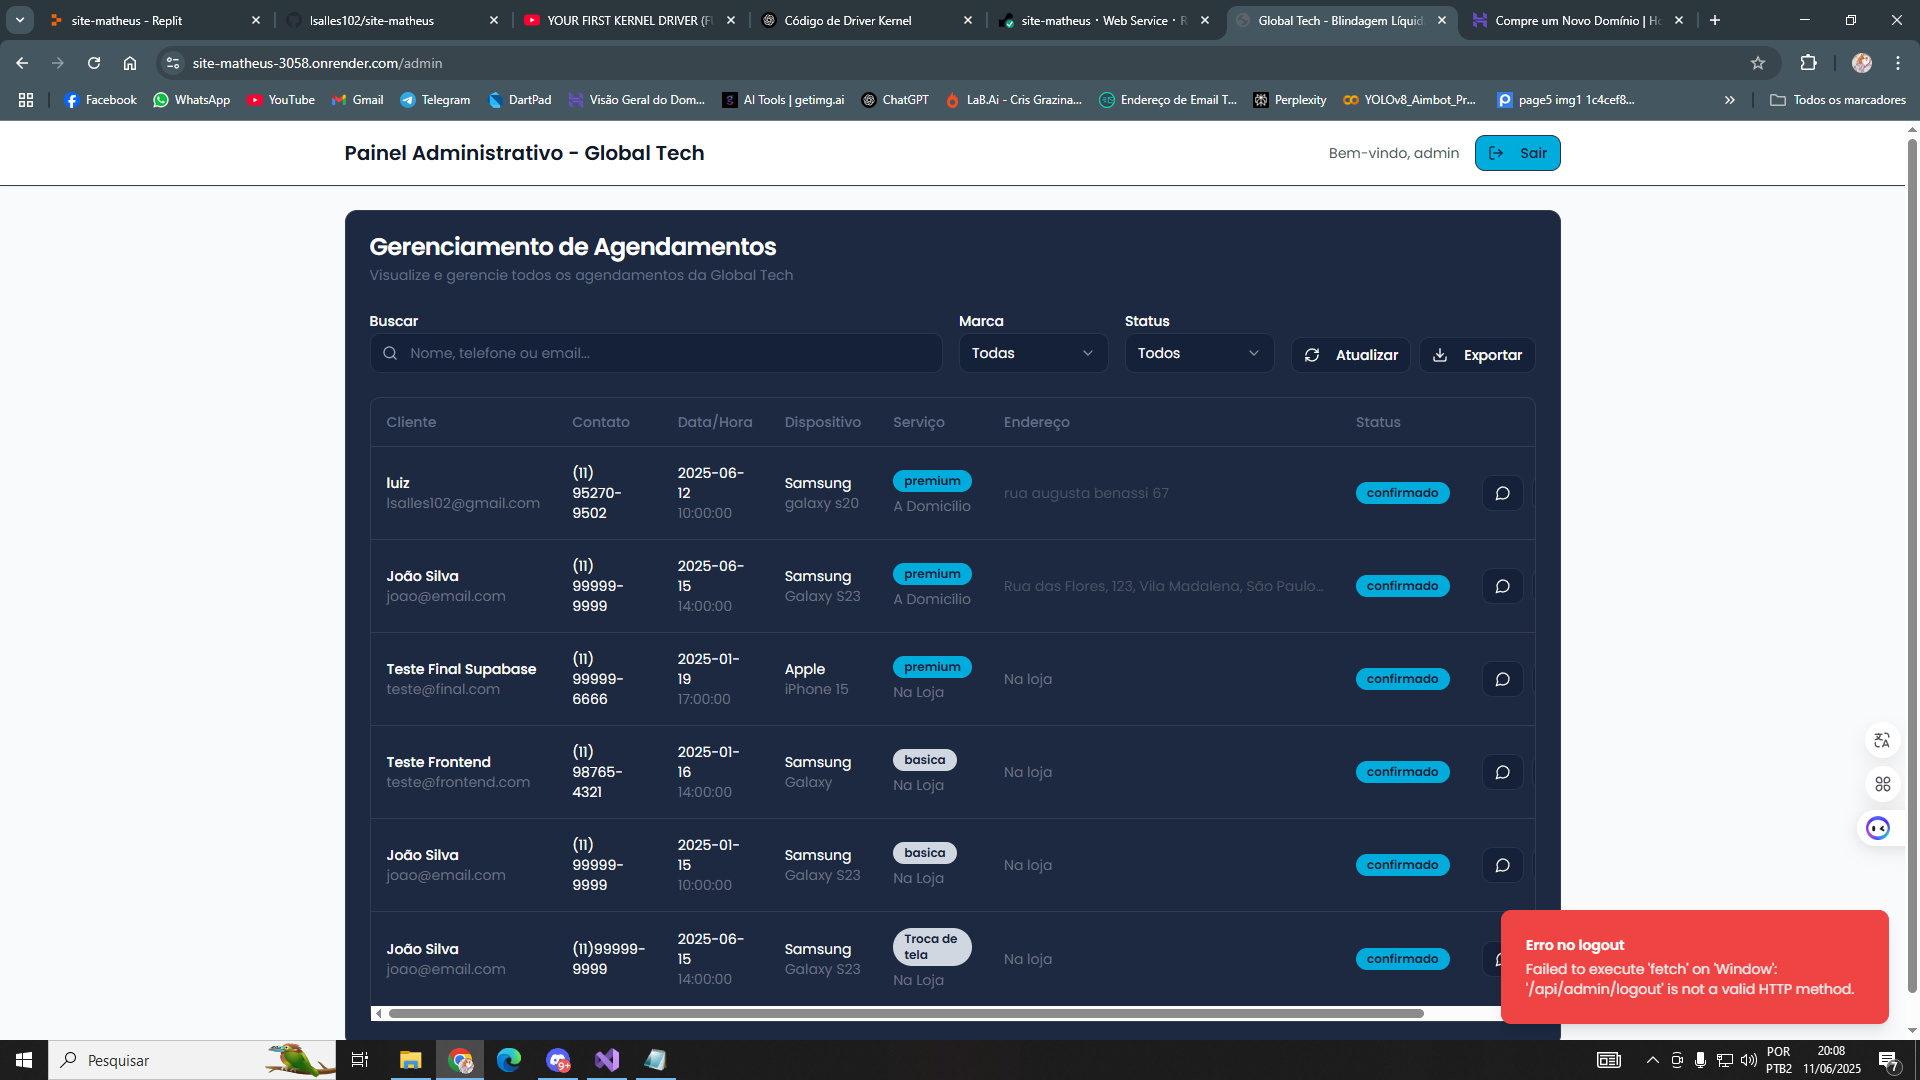 site-matheus - Replit
lsalles102/site-matheus
YOUR FIRST KERNEL DRIVER (FU
Código de Driver Kernel
site-matheus · Web Service · R
Global Tech - Blindagem Líquid
Compre um Novo Domínio | Ho
site-matheus-3058.onrender.com/admin
Facebook
WhatsApp
YouTube
Gmail
Telegram
DartPad
Visão Geral do Dom...
AI Tools | getimg.ai
ChatGPT
LaB.Ai - Cris Grazina...
Endereço de Email T...
Perplexity
YOLOv8_Aimbot_Pr...
page5 img1 1c4cef8...
Todos os marcadores
Painel Administrativo - Global Tech
Bem-vindo, admin
Sair
Gerenciamento de Agendamentos
Visualize e gerencie todos os agendamentos da Global Tech
Buscar
Marca
Status
Nome, telefone ou email...
Todas
Todos
Atualizar
Exportar
Cliente
Contato
Data/Hora
Dispositivo
Serviço
Endereço
Status
luiz
lsalles102@gmail.com
(11)
95270-
9502
2025-06-
12
10:00:00
Samsung
galaxy s20
premium
A Domicílio
rua augusta benassi 67
confirmado
João Silva
joao@email.com
(11)
99999-
9999
2025-06-
15
14:00:00
Samsung
Galaxy S23
premium
A Domicílio
Rua das Flores, 123, Vila Madalena, São Paulo...
confirmado
Teste Final Supabase
teste@final.com
(11)
99999-
6666
2025-01-
19
17:00:00
Apple
iPhone 15
premium
Na Loja
Na loja
confirmado
Teste Frontend
teste@frontend.com
(11)
98765-
4321
2025-01-
16
14:00:00
Samsung
Galaxy
basica
Na Loja
Na loja
confirmado
João Silva
joao@email.com
(11)
99999-
9999
2025-01-
15
10:00:00
Samsung
Galaxy S23
basica
Na Loja
Na loja
confirmado
João Silva
joao@email.com
(11)99999-
9999
2025-06-
15
14:00:00
Samsung
Galaxy S23
Troca de
tela
Na Loja
Na loja
confirmado
Erro no logout
Failed to execute 'fetch' on 'Window':
'/api/admin/logout' is not a valid HTTP method.
Pesquisar
9+
POR
PTB2
20:08
11/06/2025
7